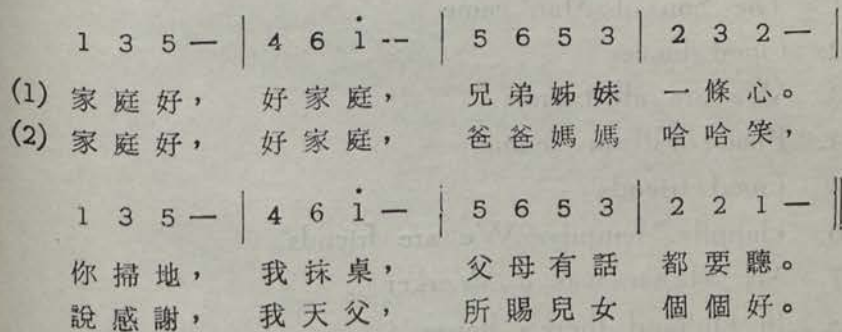 1 3 5 — | 4 6 i̇ -- | 5 6 5 3 | 2 3 2 — |
(1) 家庭好，好家庭，兄弟姊妹一條心。
(2) 家庭好，好家庭，爸爸媽媽哈哈笑，
1 3 5 — | 4 6 i̇ — | 5 6 5 3 | 2 2 1 — ‖
你掃地，我抹桌，父母有話都要聽。
說感謝，我天父，所賜兒女個個好。